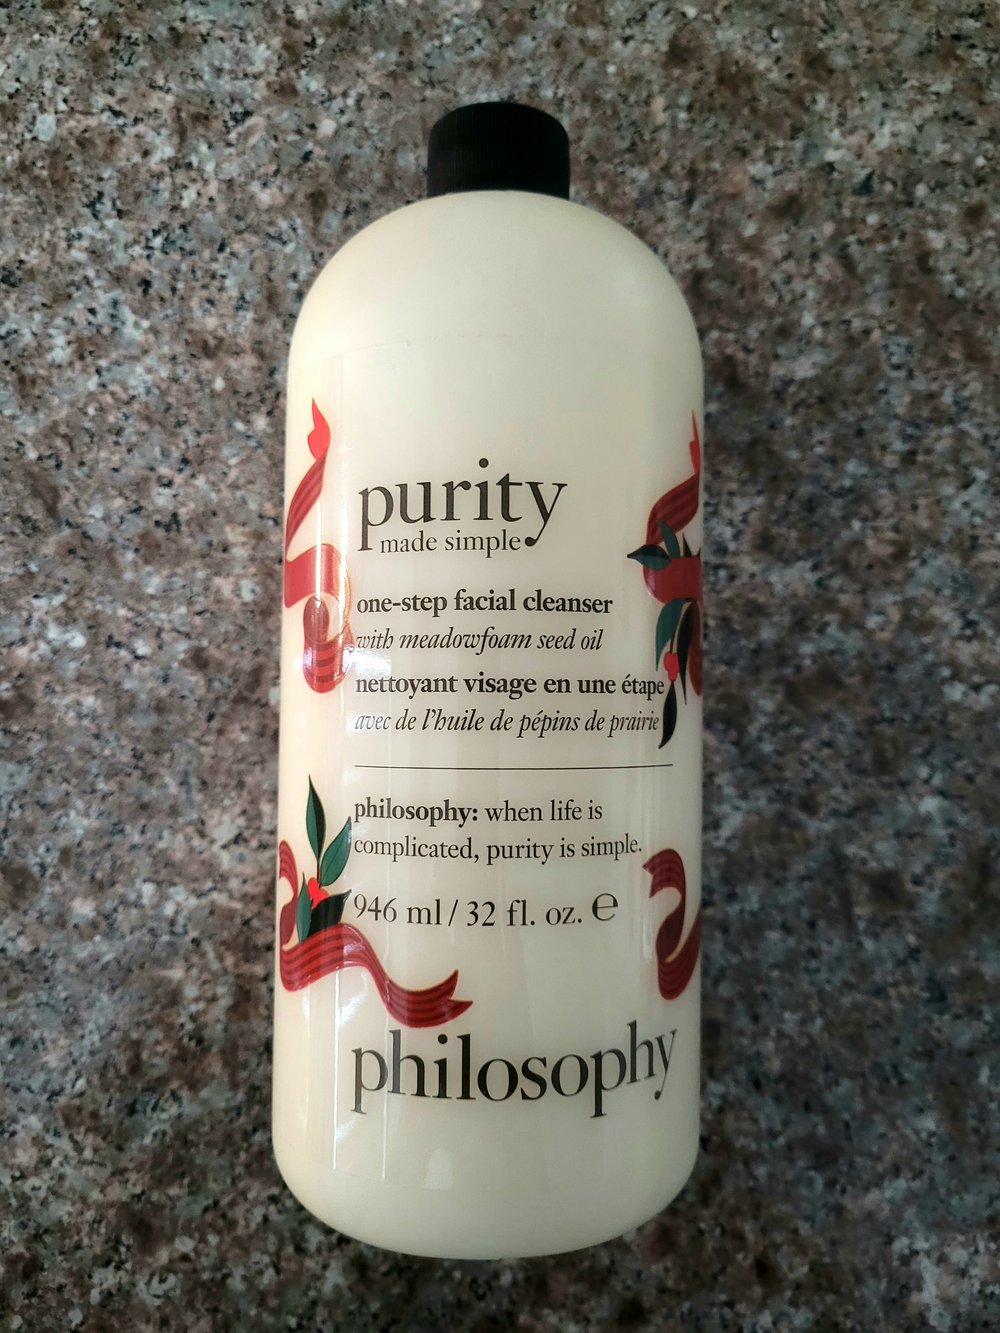 purity
made simple
one-step facial cleanser
with meadowfoam seed oil
nettoyant visage en une étape
avec de l'huile de pépins de prairie
philosophy: when life is
complicated, purity is simple.
946 ml / 32 fl. oz. ℮
philosophy